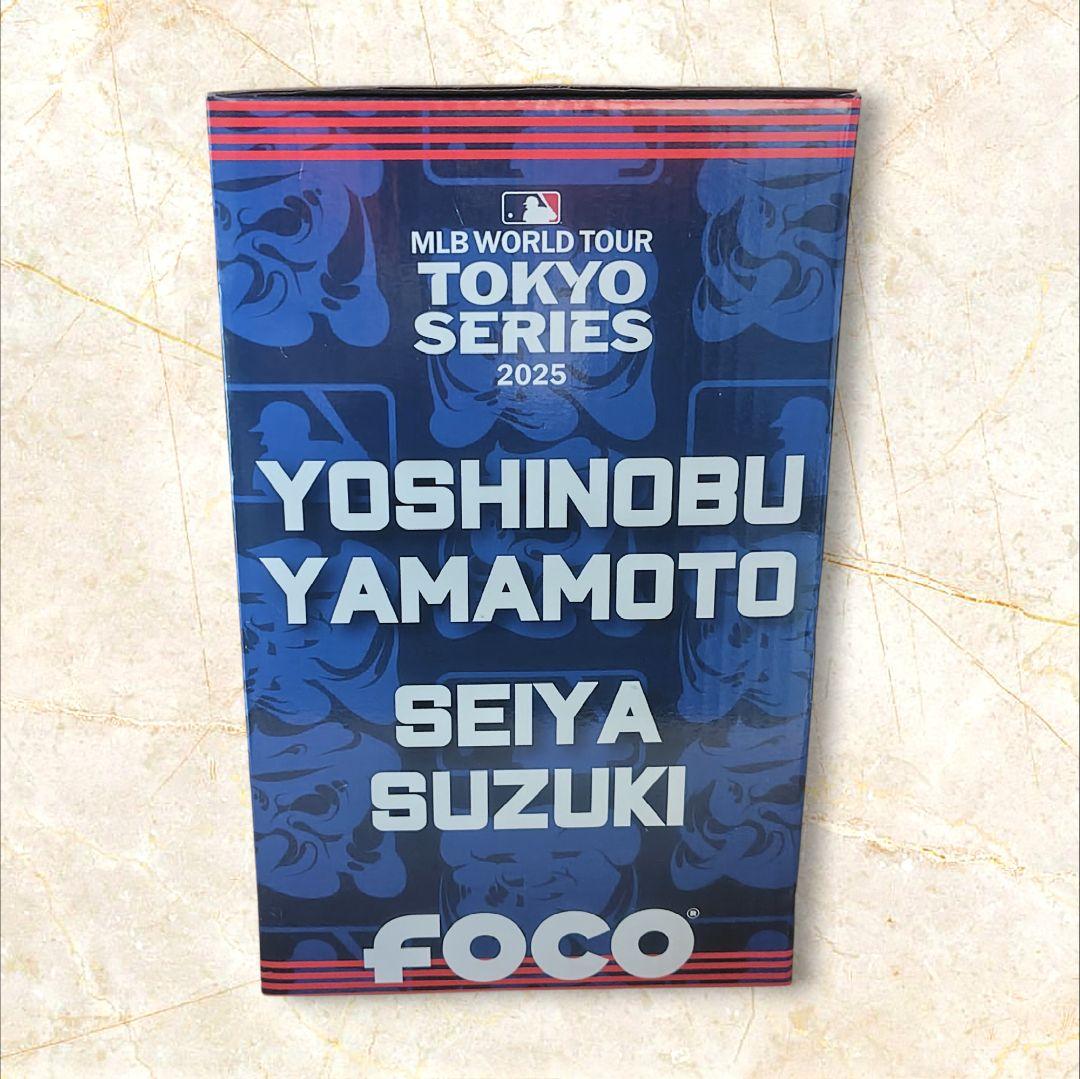 MLB WORLD TOUR
TOKYO
SERIES
2025
YOSHINOBU
YAMAMOTO
SEIYA
SUZUKI
FOCO®